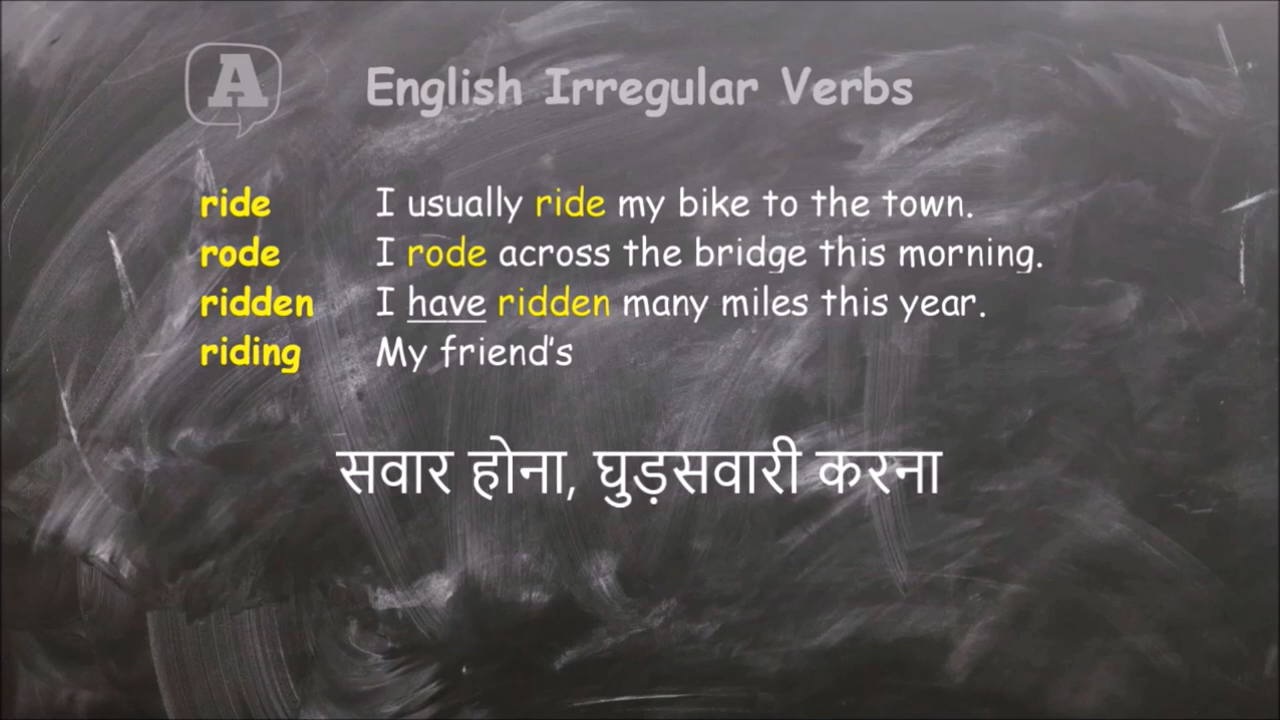 A
English Irregular Verbs
ride I usually ride my bike to the town.
rode I rode across the bridge this morning.
ridden I have ridden many miles this year.
riding My friend’s
सवार होना, घुड़सवारी करना